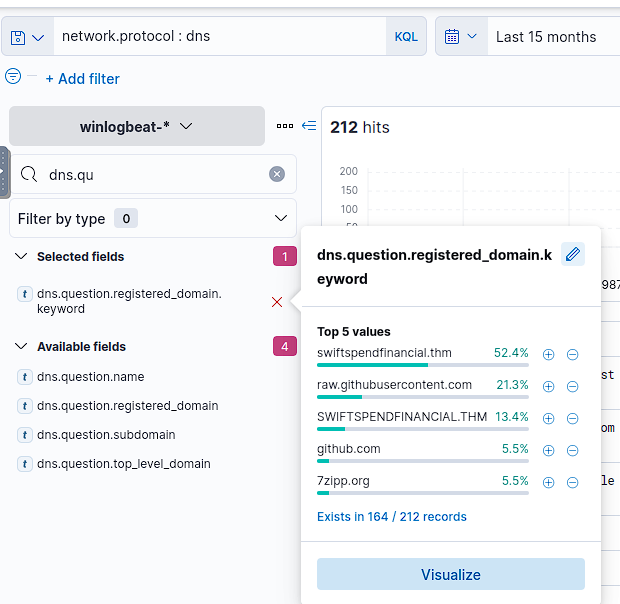 network.protocol : dns
KQL
Last 15 months
+ Add filter
winlogbeat-*
212 hits
dns.qu
200
150
100
Filter by type 0
Selected fields 1
dns.question.registered_domain.
keyword
Available fields 4
dns.question.name
dns.question.registered_domain
dns.question.subdomain
dns.question.top_level_domain
dns.question.registered_domain.k
eyword
Top 5 values
swiftspendfinancial.thm 52.4%
raw.githubusercontent.com 21.3%
SWIFTSPENDFINANCIAL.THM 13.4%
github.com 5.5%
7zipp.org 5.5%
Exists in 164 / 212 records
Visualize
987
st
om
le